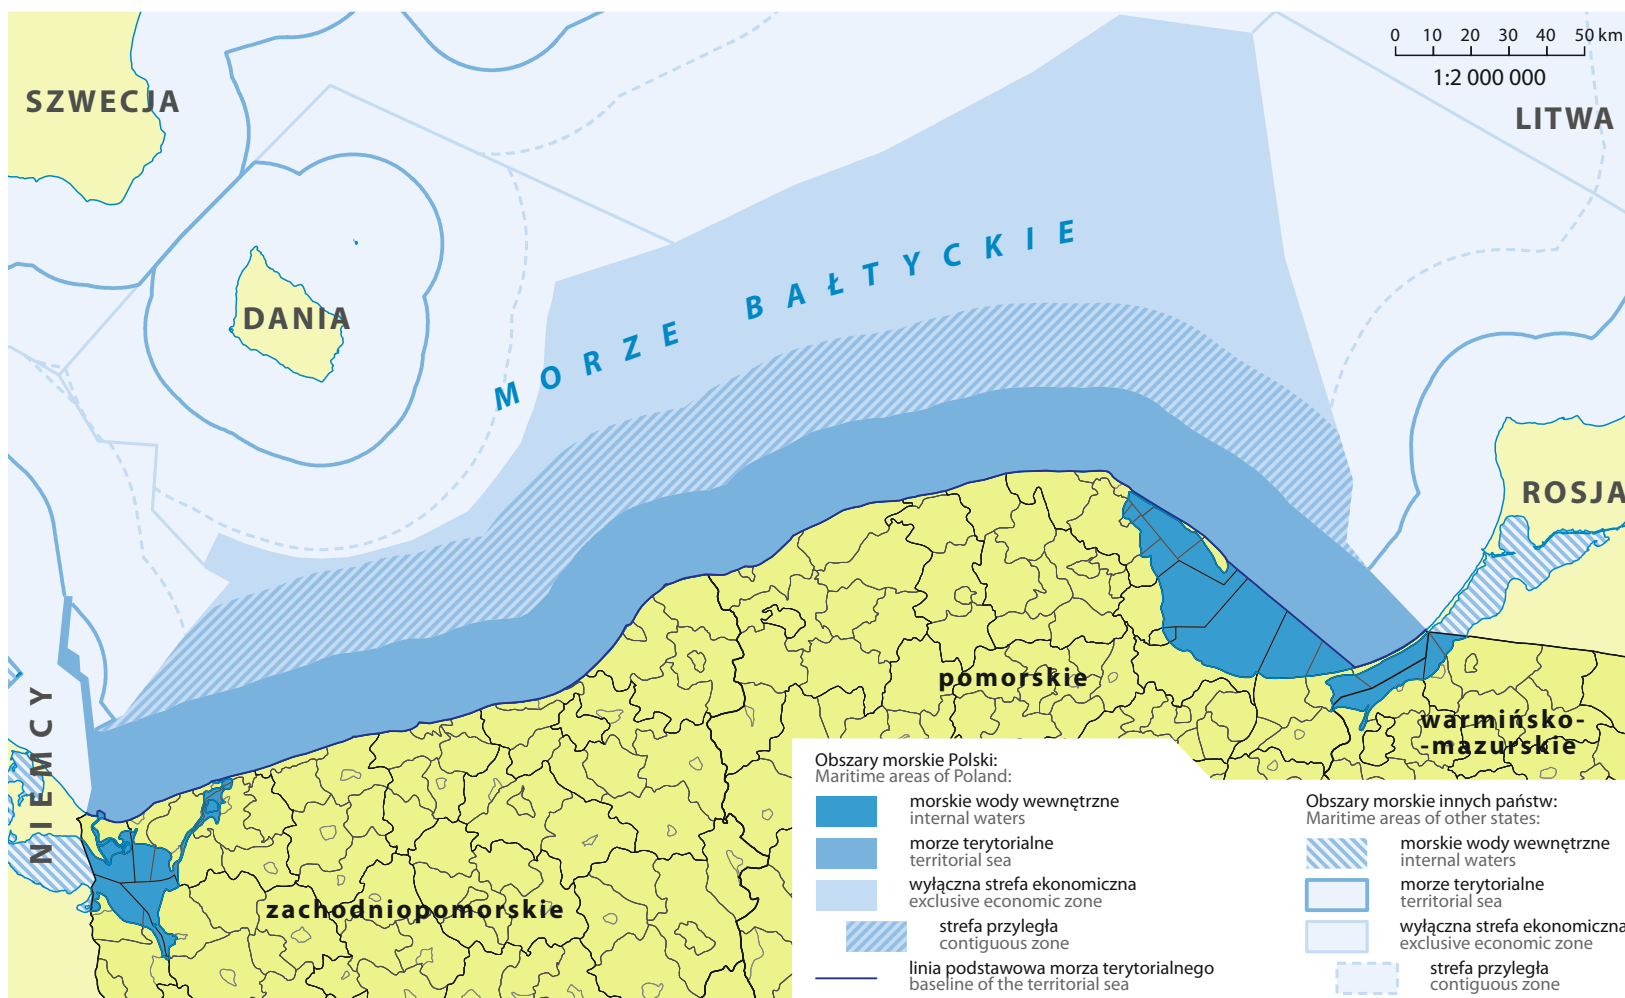 0 10 20 30 40 50 km
1:2 000 000
SZWECJA
LITWA
MORZE BAŁTYCKIE
DANIA
ROSJA
NIEMCY
pomorskie
warmińsko-
-mazurskie
zachodniopomorskie
Obszary morskie Polski:
Maritime areas of Poland:
morskie wody wewnętrzne
internal waters
morze terytorialne
territorial sea
wyłączna strefa ekonomiczna
exclusive economic zone
strefa przyległa
contiguous zone
linia podstawowa morza terytorialnego
baseline of the territorial sea
Obszary morskie innych państw:
Maritime areas of other states:
morskie wody wewnętrzne
internal waters
morze terytorialne
territorial sea
wyłączna strefa ekonomiczna
exclusive economic zone
strefa przyległa
contiguous zone